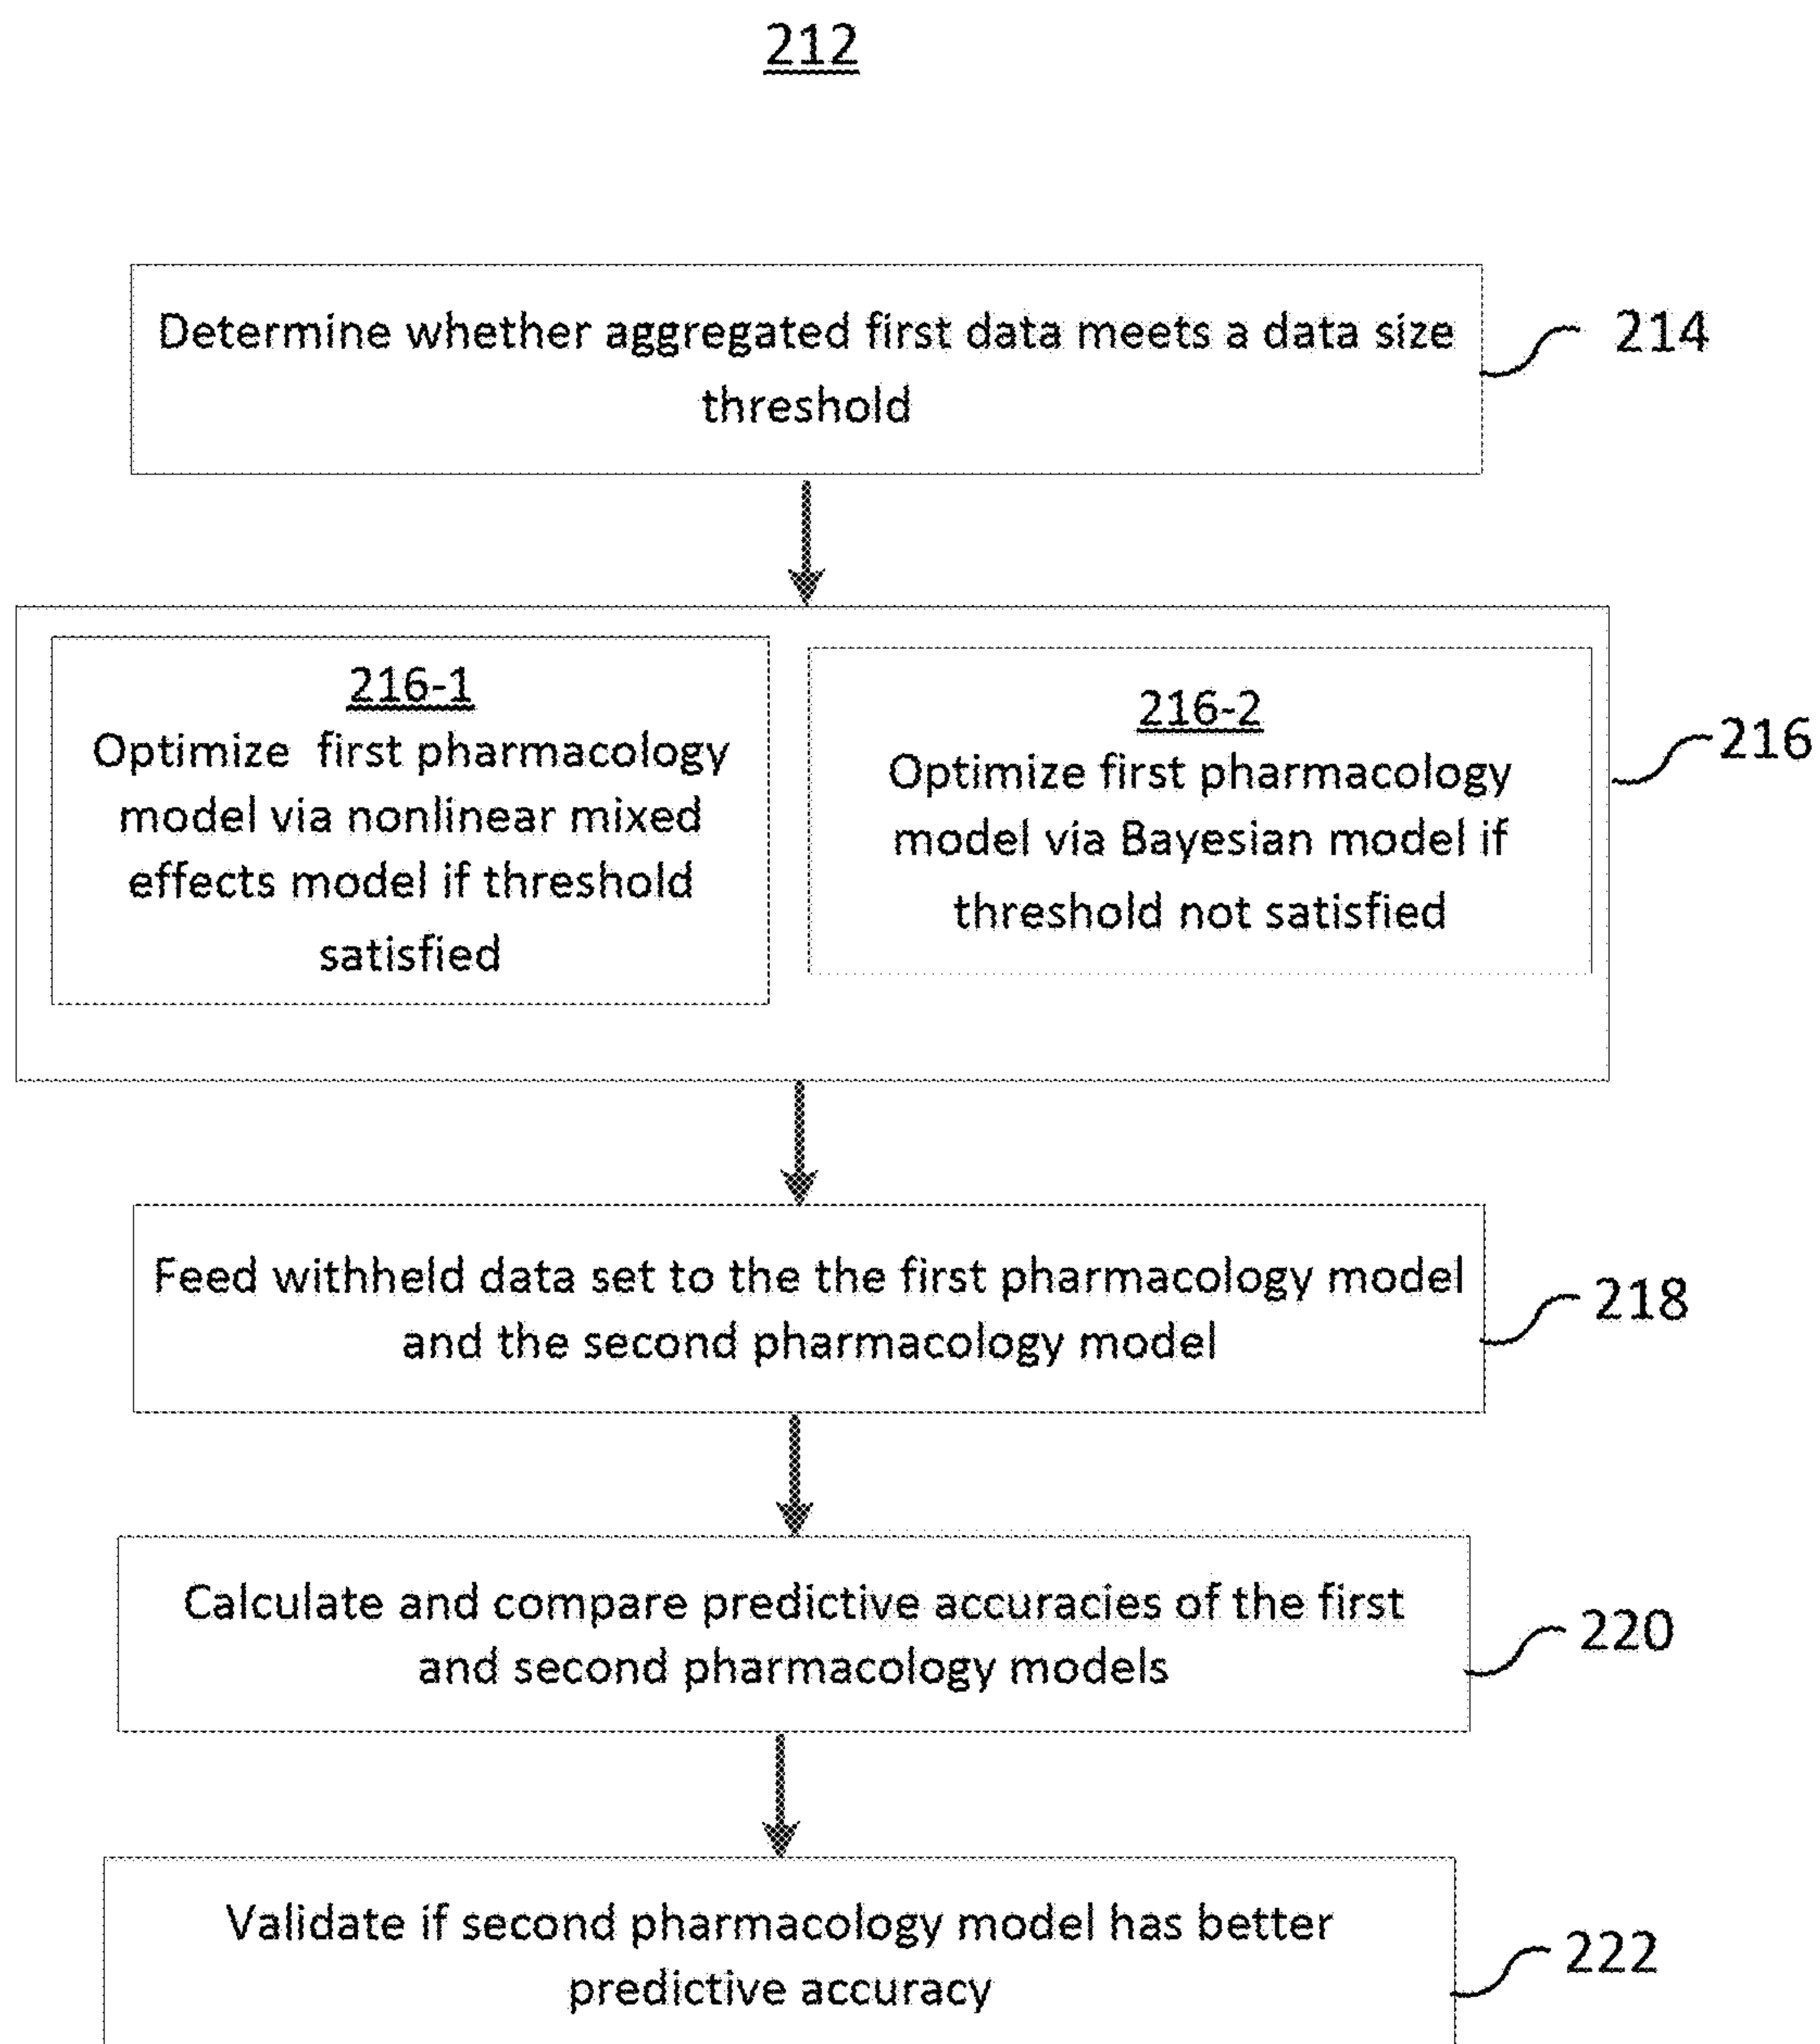 212
Determine whether aggregated first data meets a data size
threshold
214
216-1
Optimize first pharmacology
model via nonlinear mixed
effects model if threshold
satisfied
216-2
Optimize first pharmacology
model via Bayesian model if
threshold not satisfied
216
Feed withheld data set to the the first pharmacology model
and the second pharmacology model
218
Calculate and compare predictive accuracies of the first
and second pharmacology models
220
Validate if second pharmacology model has better
predictive accuracy
222